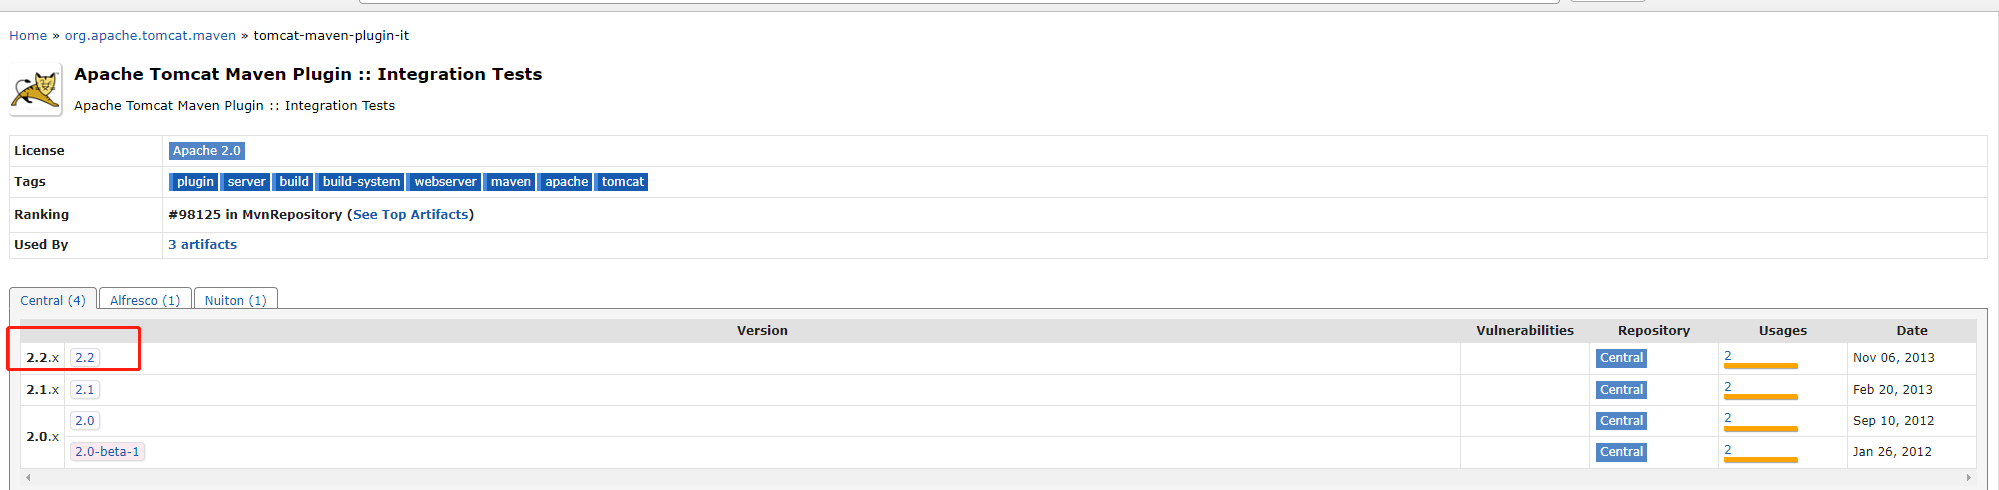 Home » org.apache.tomcat.maven » tomcat-maven-plugin-it
Apache Tomcat Maven Plugin :: Integration Tests
Apache Tomcat Maven Plugin :: Integration Tests
License Apache 2.0
Tags plugin server build build-system webserver maven apache tomcat
Ranking #98125 in MvnRepository (See Top Artifacts)
Used By 3 artifacts
Central (4) Alfresco (1) Nuiton (1)
Version Vulnerabilities Repository Usages Date
2.2.x 2.2 Central 2 Nov 06, 2013
2.1.x 2.1 Central 2 Feb 20, 2013
2.0.x 2.0 Central 2 Sep 10, 2012
2.0-beta-1 Central 2 Jan 26, 2012